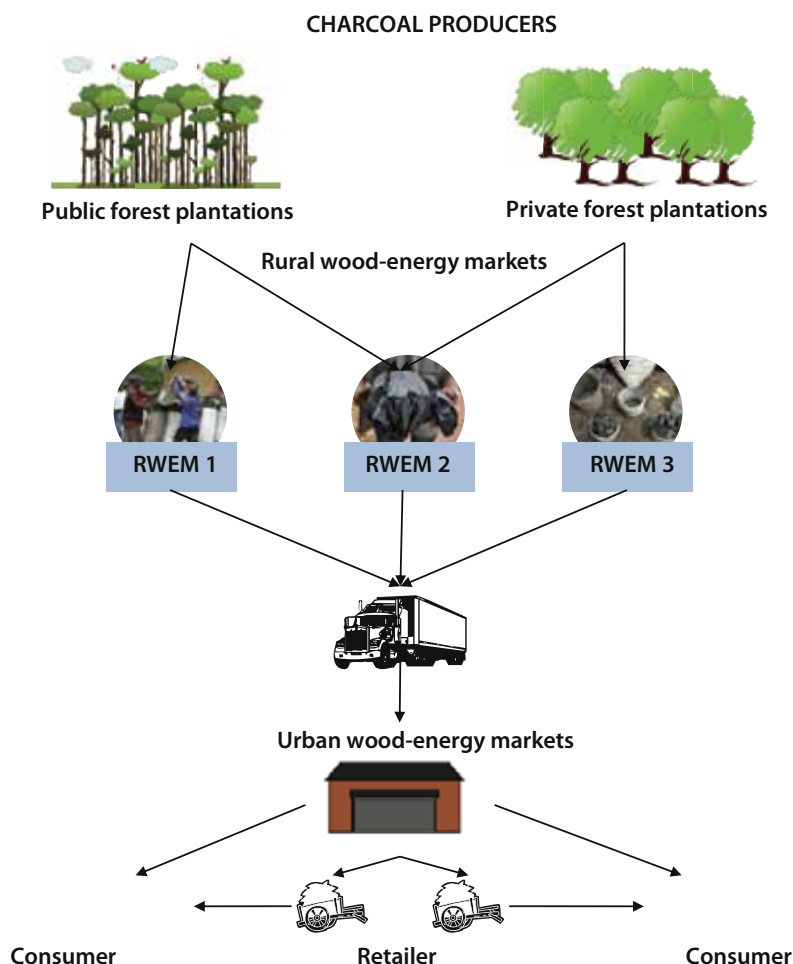 CHARCOAL PRODUCERS
Public forest plantations
Private forest plantations
Rural wood-energy markets
RWEM 1
RWEM 2
RWEM 3
Urban wood-energy markets
Consumer
Retailer
Consumer